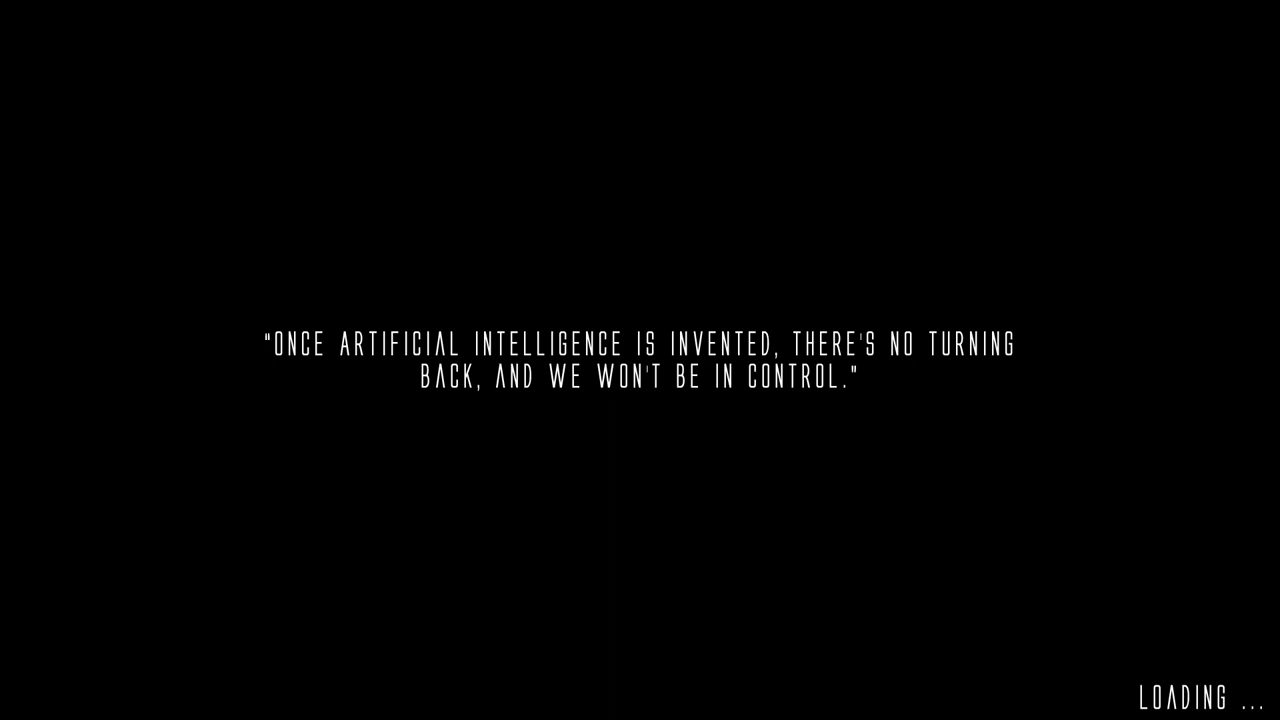 "ONCE ARTIFICIAL INTELLIGENCE IS INVENTED, THERE'S NO TURNING
BACK, AND WE WON'T BE IN CONTROL."
LOADING ...